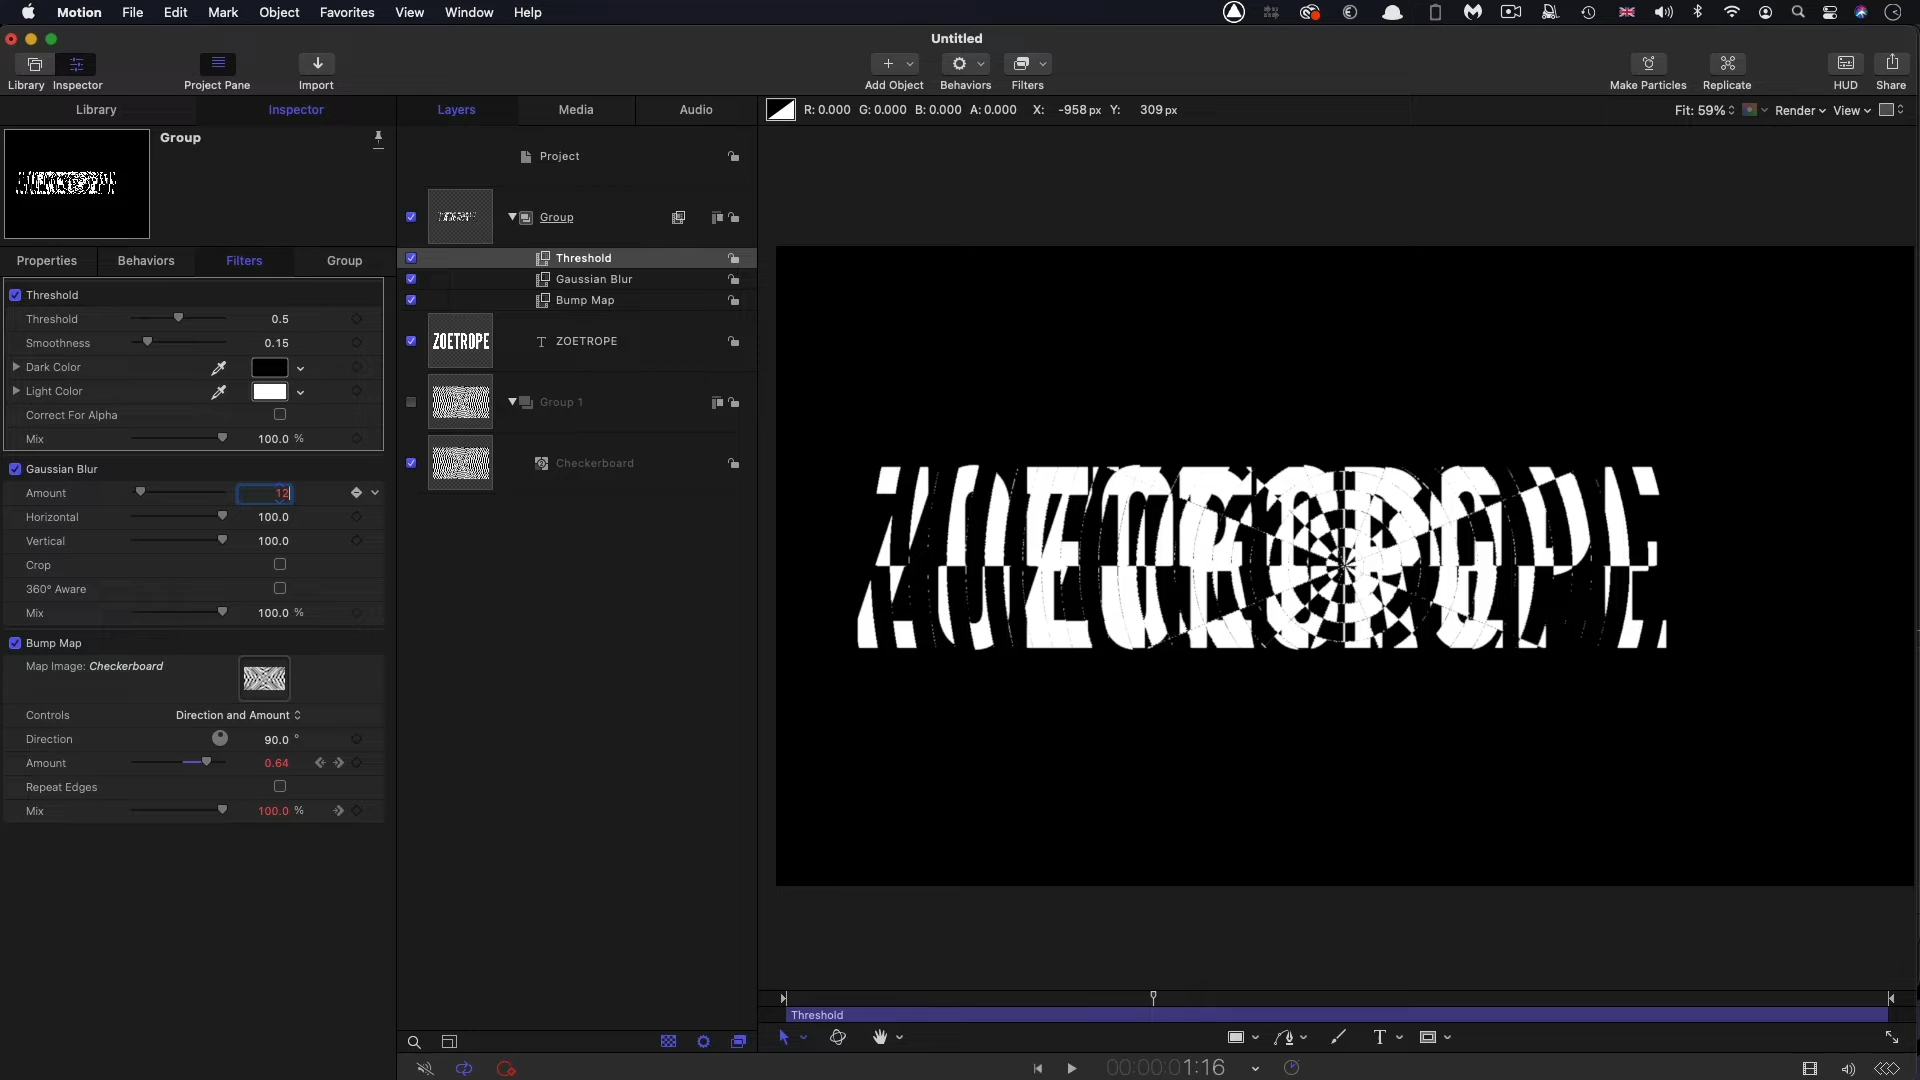 Motion File Edit Mark Object Favorites View Window Help
Untitled
Library Inspector Project Pane Import Add Object Behaviors Filters Make Particles Replicate HUD Share
Library Inspector Layers Media Audio R: 0.000 G: 0.000 B: 0.000 A: 0.000 X: -958 px Y: 309 px Fit: 59% Render View
Group
Project
Group
Properties Behaviors Filters Group
Threshold
Gaussian Blur
Bump Map
ZOETROPE ZOETROPE
Group 1
Checkerboard
Threshold
Threshold 0.5
Smoothness 0.15
Dark Color
Light Color
Correct For Alpha
Mix 100.0 %
Gaussian Blur
Amount 12
Horizontal 100.0
Vertical 100.0
Crop
360° Aware
Mix 100.0 %
Bump Map
Map Image: Checkerboard
Controls Direction and Amount
Direction 90.0 °
Amount 0.64
Repeat Edges
Mix 100.0 %
Threshold
T
00:00:01:16